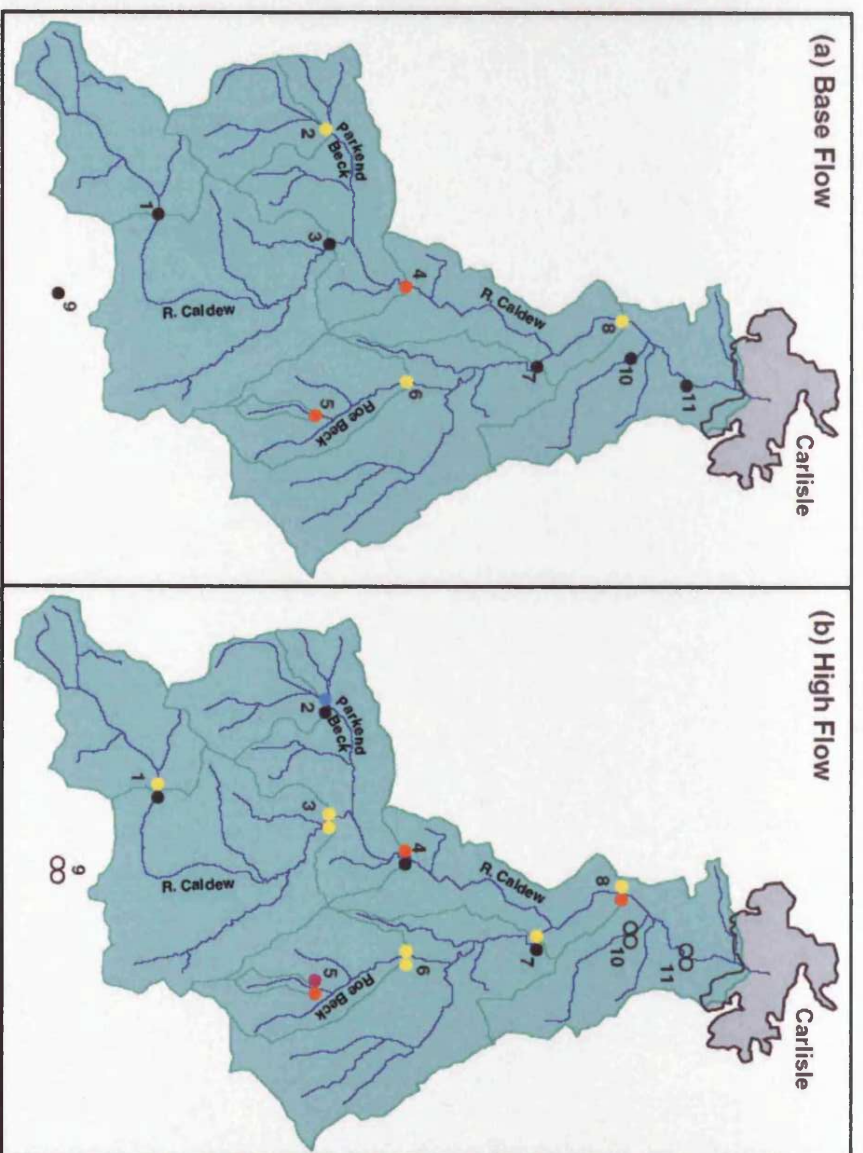 (a) Base Flow
Carlisle
11
10
8
7
R. Caldew
4
6
5
Roe Beck
3
Parkend
Beck
2
1
R. Caldew
9
(b) High Flow
Carlisle
11
10
8
7
R. Caldew
4
6
5
Roe Beck
3
Parkend
Beck
2
1
R. Caldew
9